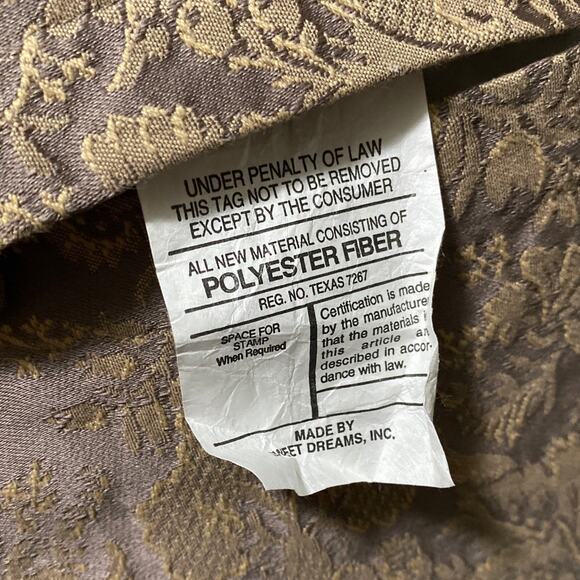 UNDER PENALTY OF LAW
THIS TAG NOT TO BE REMOVED
EXCEPT BY THE CONSUMER
ALL NEW MATERIAL CONSISTING OF
POLYESTER FIBER
REG. NO. TEXAS 7267
SPACE FOR
STAMP
When Required
Certification is made
by the manufacturer
that the materials
this article
described in accor-
dance with law.
MADE BY
DREAMS, INC.